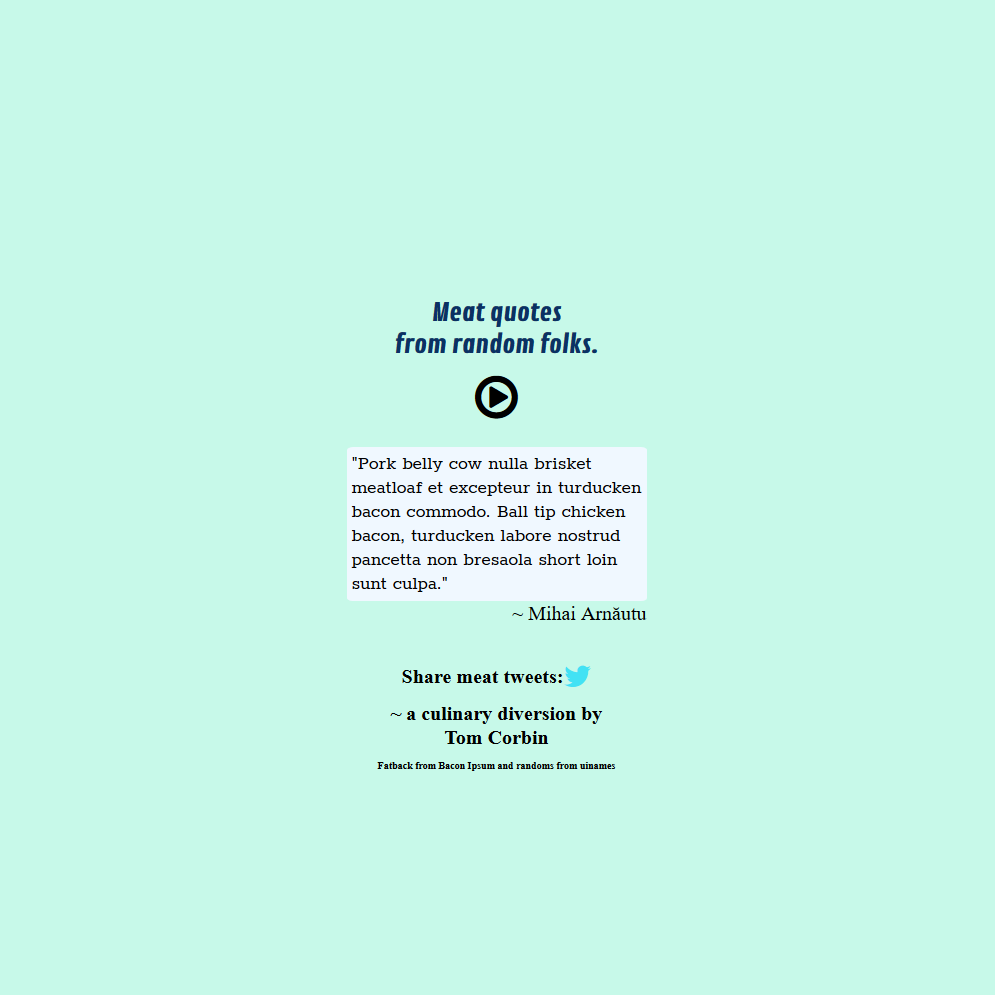 Meat quotes
from random folks.
"Pork belly cow nulla brisket
meatloaf et excepteur in turducken
bacon commodo. Ball tip chicken
bacon, turducken labore nostrud
pancetta non bresaola short loin
sunt culpa."
~ Mihai Arnăutu
Share meat tweets:
~ a culinary diversion by
Tom Corbin
Fatback from Bacon Ipsum and randoms from uinames